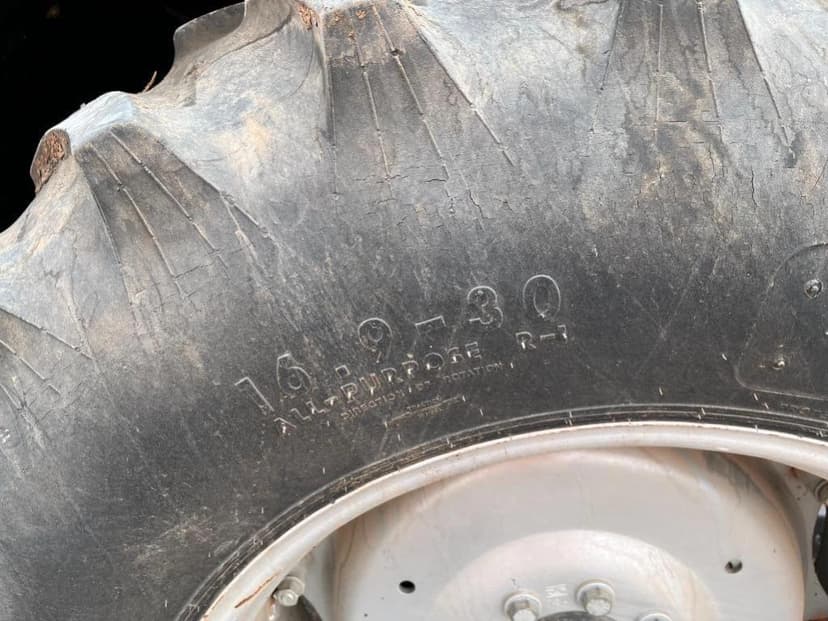 16.9-30
ALL-PURPOSE R-1
DIRECTION OF ROTATION